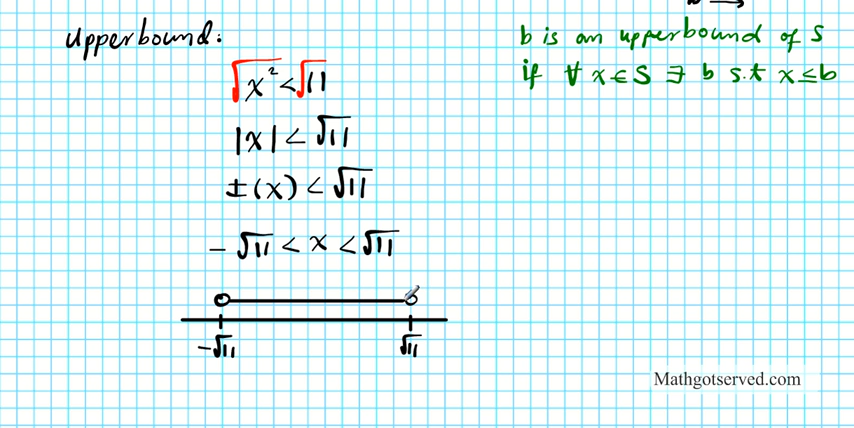 Upperbound:
√x² < √11
|x| < √11
±(x) < √11
-√11 < x < √11
-√11 √11
b is an upperbound of S
if ∀ x ∈ S ∃ b s.t x ≤ b
Mathgotserved.com